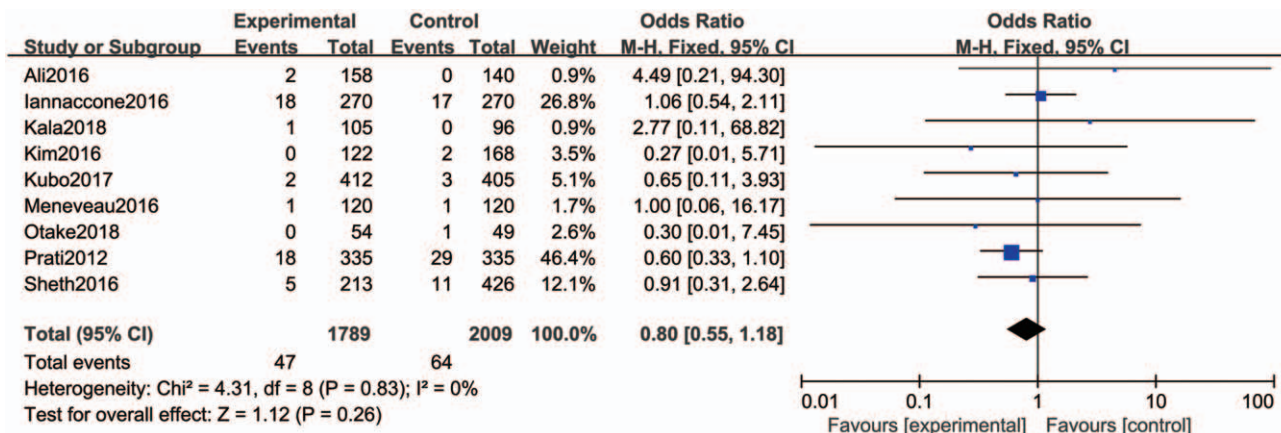 Experimental Control Odds Ratio Odds Ratio
Study or Subgroup Events Total Events Total Weight M-H. Fixed. 95% CI M-H. Fixed. 95% CI
Ali2016 2 158 0 140 0.9% 4.49 [0.21, 94.30]
Iannaccone2016 18 270 17 270 26.8% 1.06 [0.54, 2.11]
Kala2018 1 105 0 96 0.9% 2.77 [0.11, 68.82]
Kim2016 0 122 2 168 3.5% 0.27 [0.01, 5.71]
Kubo2017 2 412 3 405 5.1% 0.65 [0.11, 3.93]
Meneveau2016 1 120 1 120 1.7% 1.00 [0.06, 16.17]
Otake2018 0 54 1 49 2.6% 0.30 [0.01, 7.45]
Prati2012 18 335 29 335 46.4% 0.60 [0.33, 1.10]
Sheth2016 5 213 11 426 12.1% 0.91 [0.31, 2.64]
Total (95% CI) 1789 2009 100.0% 0.80 [0.55, 1.18]
Total events 47 64
Heterogeneity: Chi² = 4.31, df = 8 (P = 0.83); I² = 0%
Test for overall effect: Z = 1.12 (P = 0.26)
0.01 0.1 1 10 100
Favours [experimental] Favours [control]